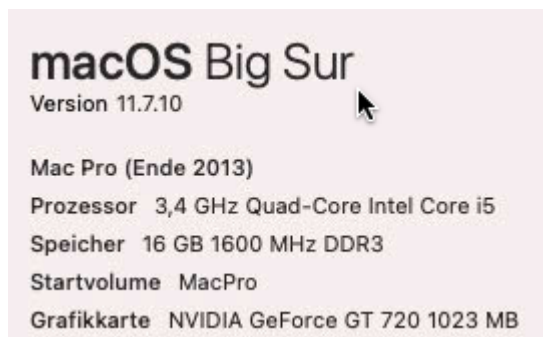 macOS Big Sur
Version 11.7.10
Mac Pro (Ende 2013)
Prozessor 3,4 GHz Quad-Core Intel Core i5
Speicher 16 GB 1600 MHz DDR3
Startvolume MacPro
Grafikkarte NVIDIA GeForce GT 720 1023 MB